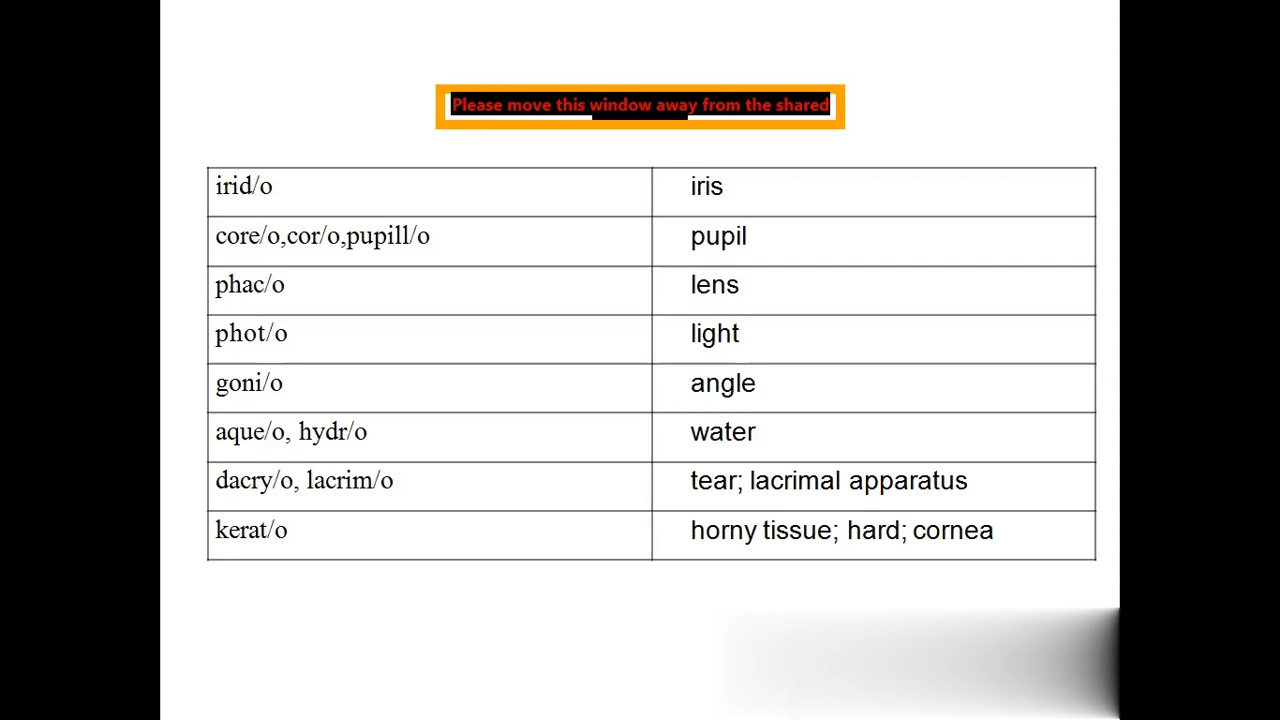 Please move this window away from the shared
irid/o iris
core/o,cor/o,pupill/o pupil
phac/o lens
phot/o light
goni/o angle
aque/o, hydr/o water
dacry/o, lacrim/o tear; lacrimal apparatus
kerat/o horny tissue; hard; cornea